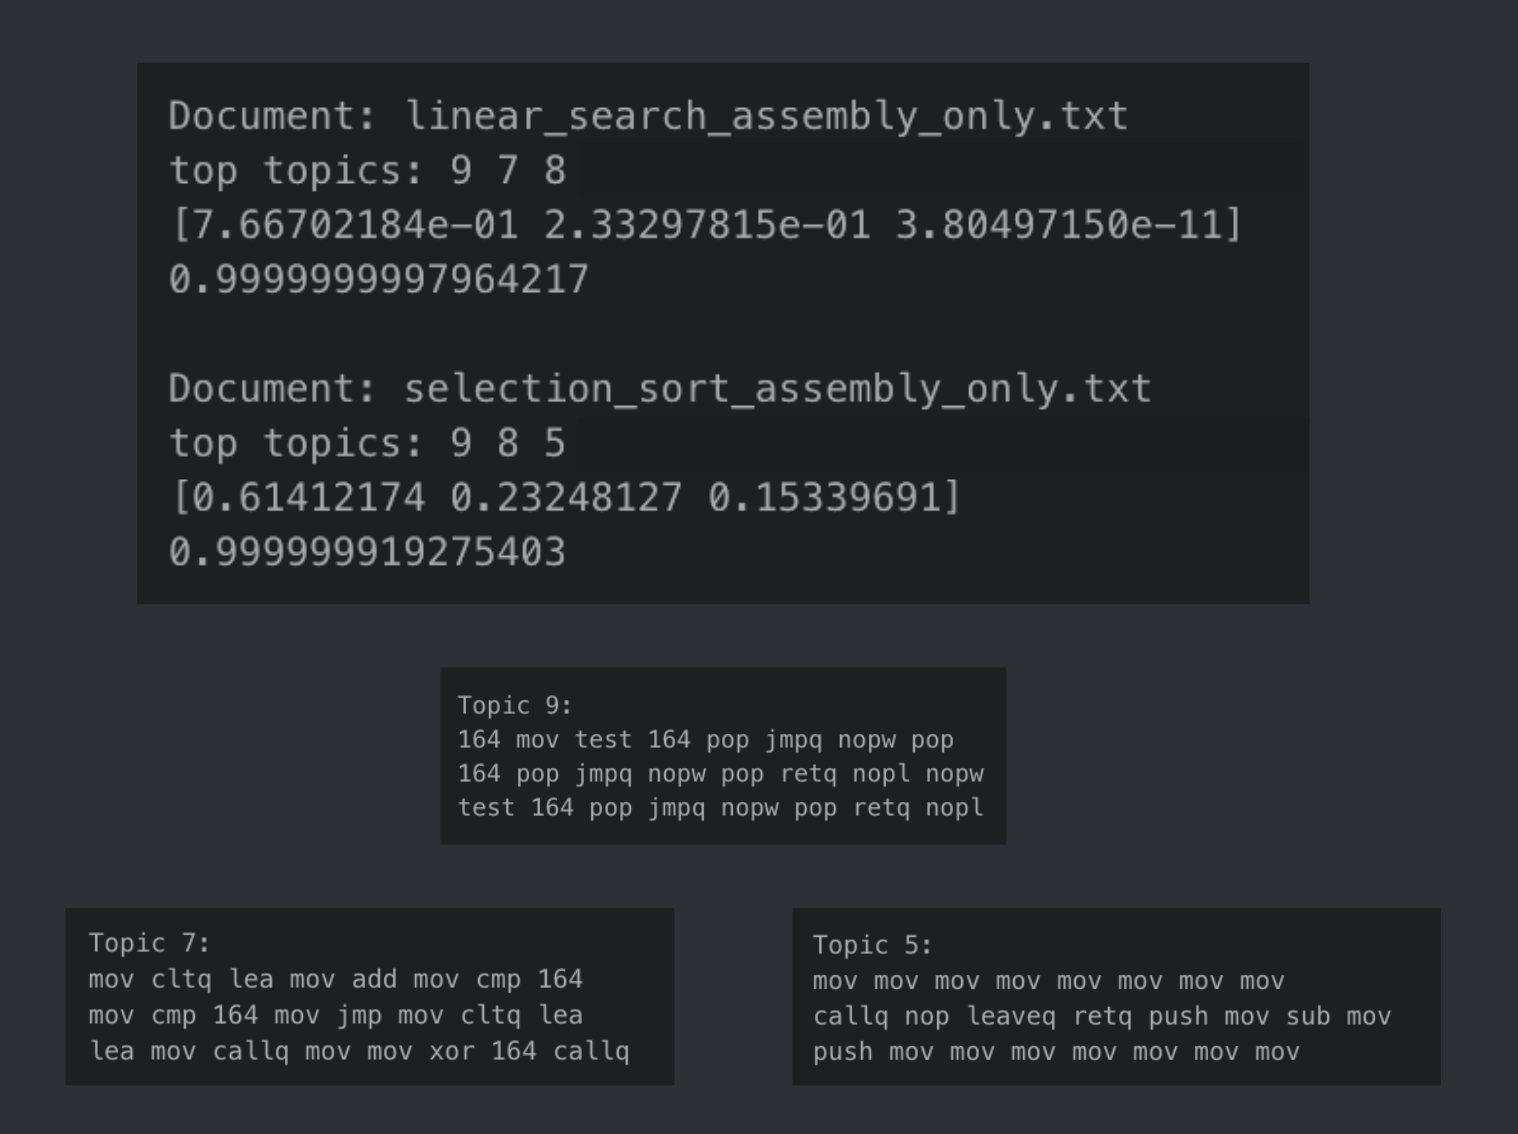 Document: linear_search_assembly_only.txt
top topics: 9 7 8
[7.66702184e−01 2.33297815e−01 3.80497150e−11]
0.9999999997964217
Document: selection_sort_assembly_only.txt
top topics: 9 8 5
[0.61412174 0.23248127 0.15339691]
0.999999919275403
Topic 9:
164 mov test 164 pop jmpq nopw pop
164 pop jmpq nopw pop retq nopl nopw
test 164 pop jmpq nopw pop retq nopl
Topic 7:
mov cltq lea mov add mov cmp 164
mov cmp 164 mov jmp mov cltq lea
lea mov callq mov mov xor 164 callq
Topic 5:
mov mov mov mov mov mov mov mov
callq nop leaveq retq push mov sub mov
push mov mov mov mov mov mov mov